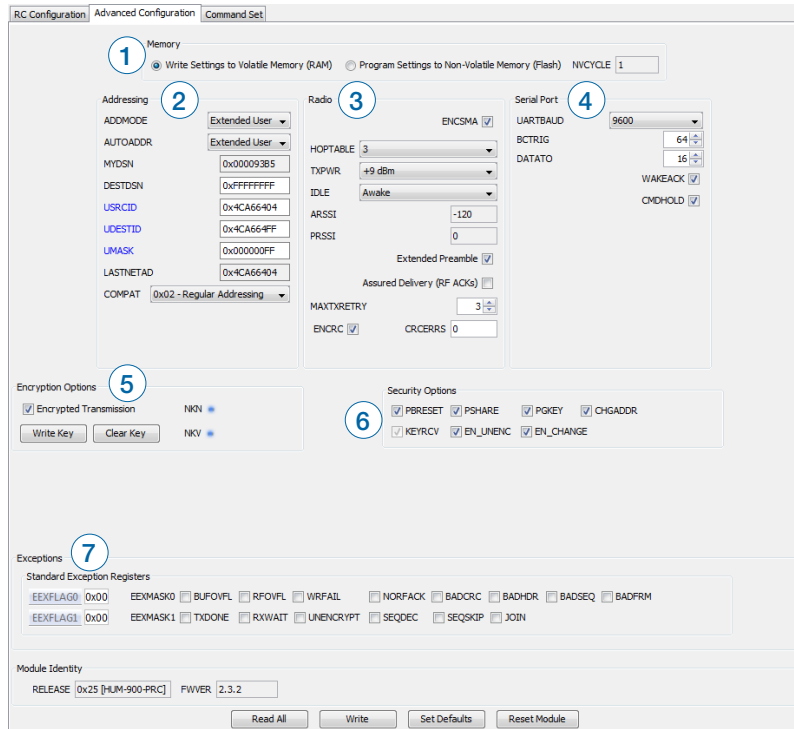 RC Configuration Advanced Configuration Command Set
Memory
1
Write Settings to Volatile Memory (RAM) Program Settings to Non-Volatile Memory (Flash) NVCYCLE 1
Addressing
2
ADDMODE Extended User
AUTOADDR Extended User
MYDSN 0x000093B5
DESTDSN 0xFFFFFFFF
USRCID 0x4CA66404
UDESTID 0x4CA664FF
UMASK 0x000000FF
LASTNETAD 0x4CA66404
COMPAT 0x02 - Regular Addressing
Radio
3
ENCSMA
HOPTABLE 3
TXPWR +9 dBm
IDLE Awake
ARSSI -120
PRSSI 0
Extended Preamble
Assured Delivery (RF ACKs)
MAXTXRETRY 3
ENCRC CRCERRS 0
Serial Port
4
UARTBAUD 9600
BCTRIG 64
DATATO 16
WAKEACK
CMDHOLD
Encryption Options
5
Encrypted Transmission NKN
Write Key Clear Key NKV
Security Options
6
PBRESET PSHARE PGKEY CHGADDR
KEYRCV EN_UNENC EN_CHANGE
Exceptions
7
Standard Exception Registers
EEXFLAG0 0x00 EEXMASK0 BUFOVFL RFOVFL WRFAIL NORFACK BADCRC BADHDR BADSEQ BADFRM
EEXFLAG1 0x00 EEXMASK1 TXDONE RXWAIT UNENCRYPT SEQDEC SEQSKIP JOIN
Module Identity
RELEASE 0x25 [HUM-900-PRC] FWVER 2.3.2
Read All Write Set Defaults Reset Module